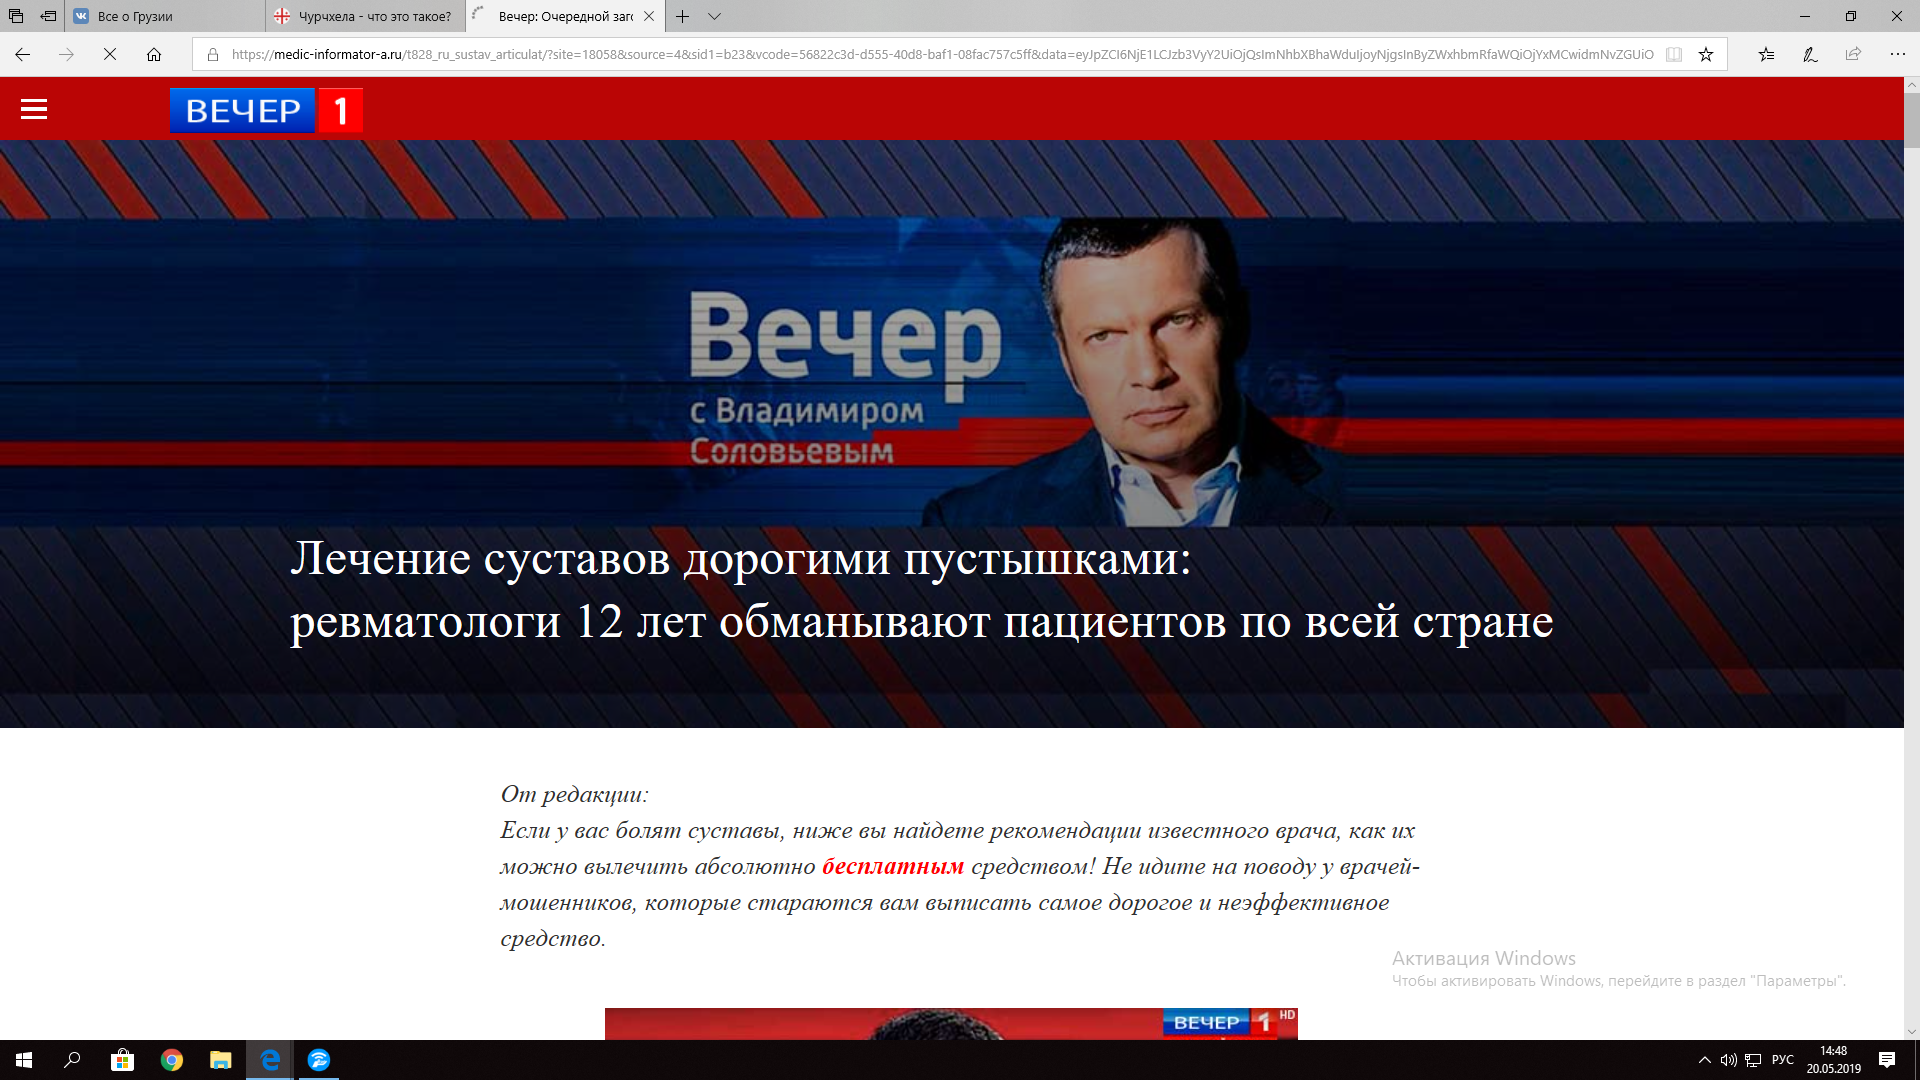 Все о Грузии
Чурчхела - что это такое?
Вечер: Очередной заго
https://medic-informator-a.ru/t828_ru_sustav_articulat/?site=18058&source=4&sid1=b23&vcode=56822c3d-d555-40d8-baf1-08fac757c5ff&data=eyJpZCI6NjE1LCJzb3VyY2UiOjQsImNhbXBhaWduIjoyNjgsInByZWxhbmRfaWQiOjYxMCwidmNvZGUiO
ВЕЧЕР 1
Вечер
с Владимиром
Соловьевым
Лечение суставов дорогими пустышками:
ревматологи 12 лет обманывают пациентов по всей стране
От редакции:
Если у вас болят суставы, ниже вы найдете рекомендации известного врача, как их
можно вылечить абсолютно бесплатным средством! Не идите на поводу у врачей-
мошенников, которые стараются вам выписать самое дорогое и неэффективное
средство.
Активация Windows
Чтобы активировать Windows, перейдите в раздел "Параметры".
ВЕЧЕР 1 HD
РУС
14:48
20.05.2019